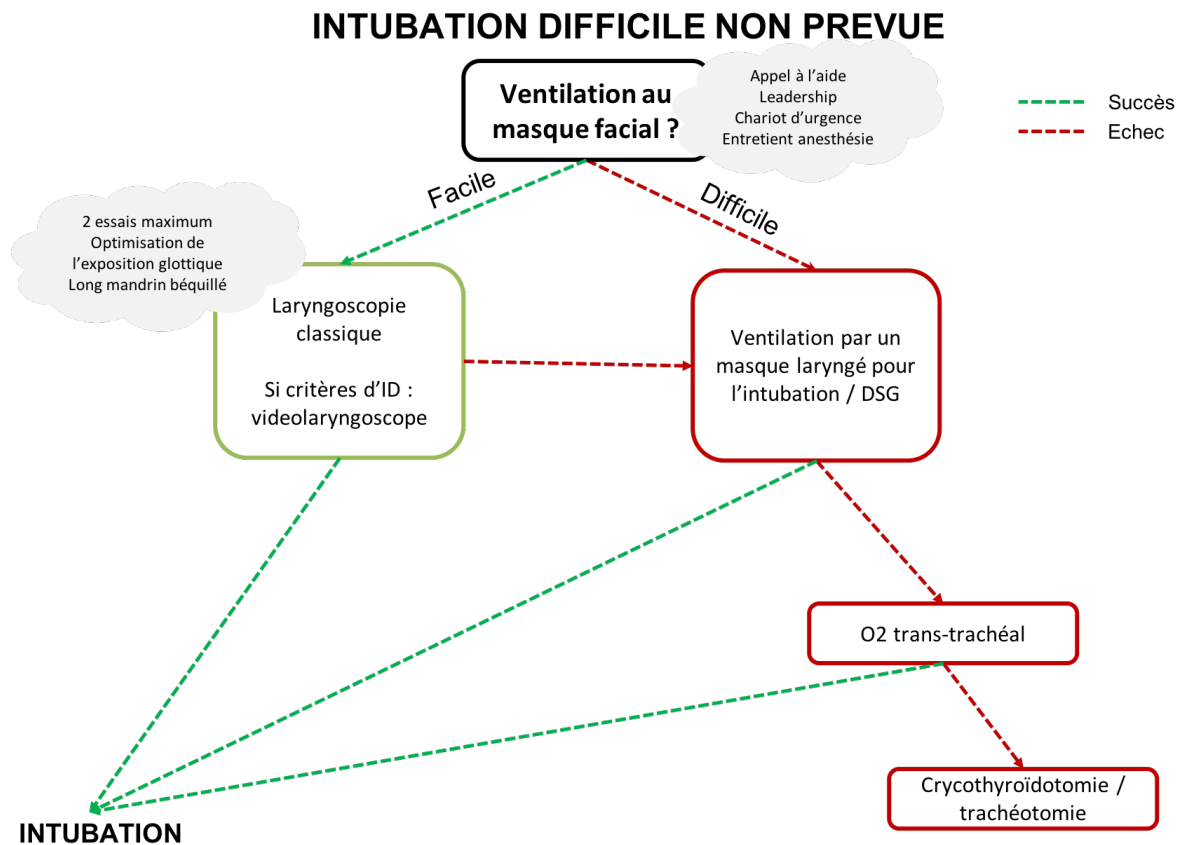 INTUBATION DIFFICILE NON PREVUE
Ventilation au
masque facial ?
Appel à l’aide
Leadership
Chariot d’urgence
Entretient anesthésie
Succès
Echec
Facile
Difficile
2 essais maximum
Optimisation de
l’exposition glottique
Long mandrin béquillé
Laryngoscopie
classique
Si critères d’ID :
videolaryngoscope
Ventilation par un
masque laryngé pour
l’intubation / DSG
O2 trans-trachéal
Crycothyroïdotomie /
trachéotomie
INTUBATION